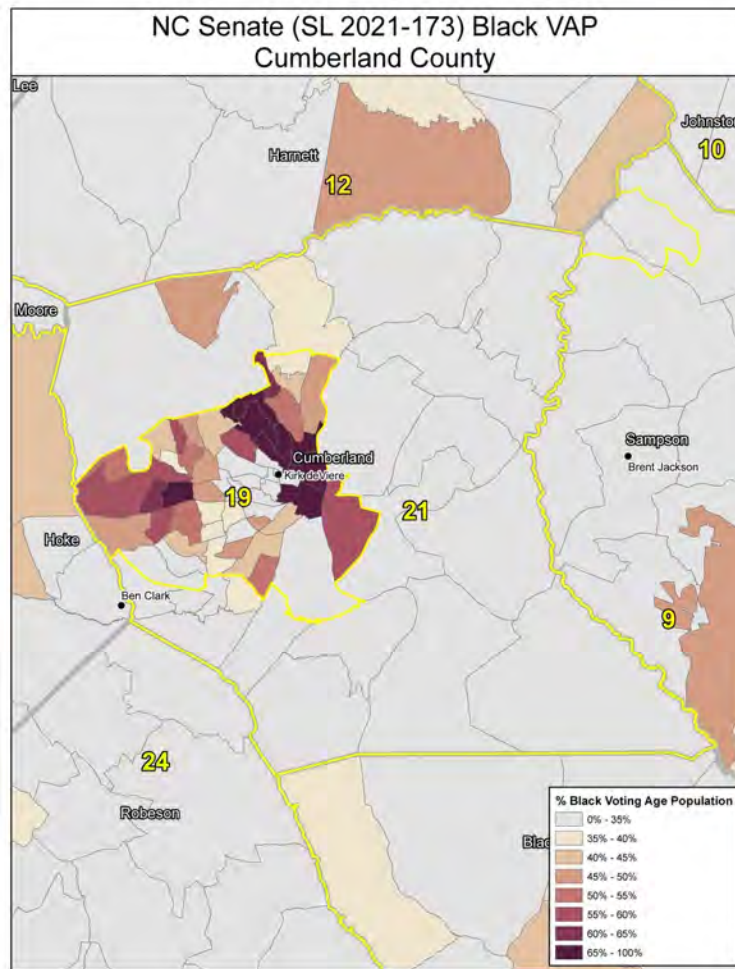 NC Senate (SL 2021-173) Black VAP
Cumberland County
Lee
Johnston
10
Harnett
12
Moore
Sampson
Cumberland
Kirk deViere
Brent Jackson
19
21
Hoke
Ben Clark
9
24
Robeson
% Black Voting Age Population
0% - 35%
35% - 40%
Bla
40% - 45%
45% - 50%
50% - 55%
55% - 60%
60% - 65%
65% - 100%